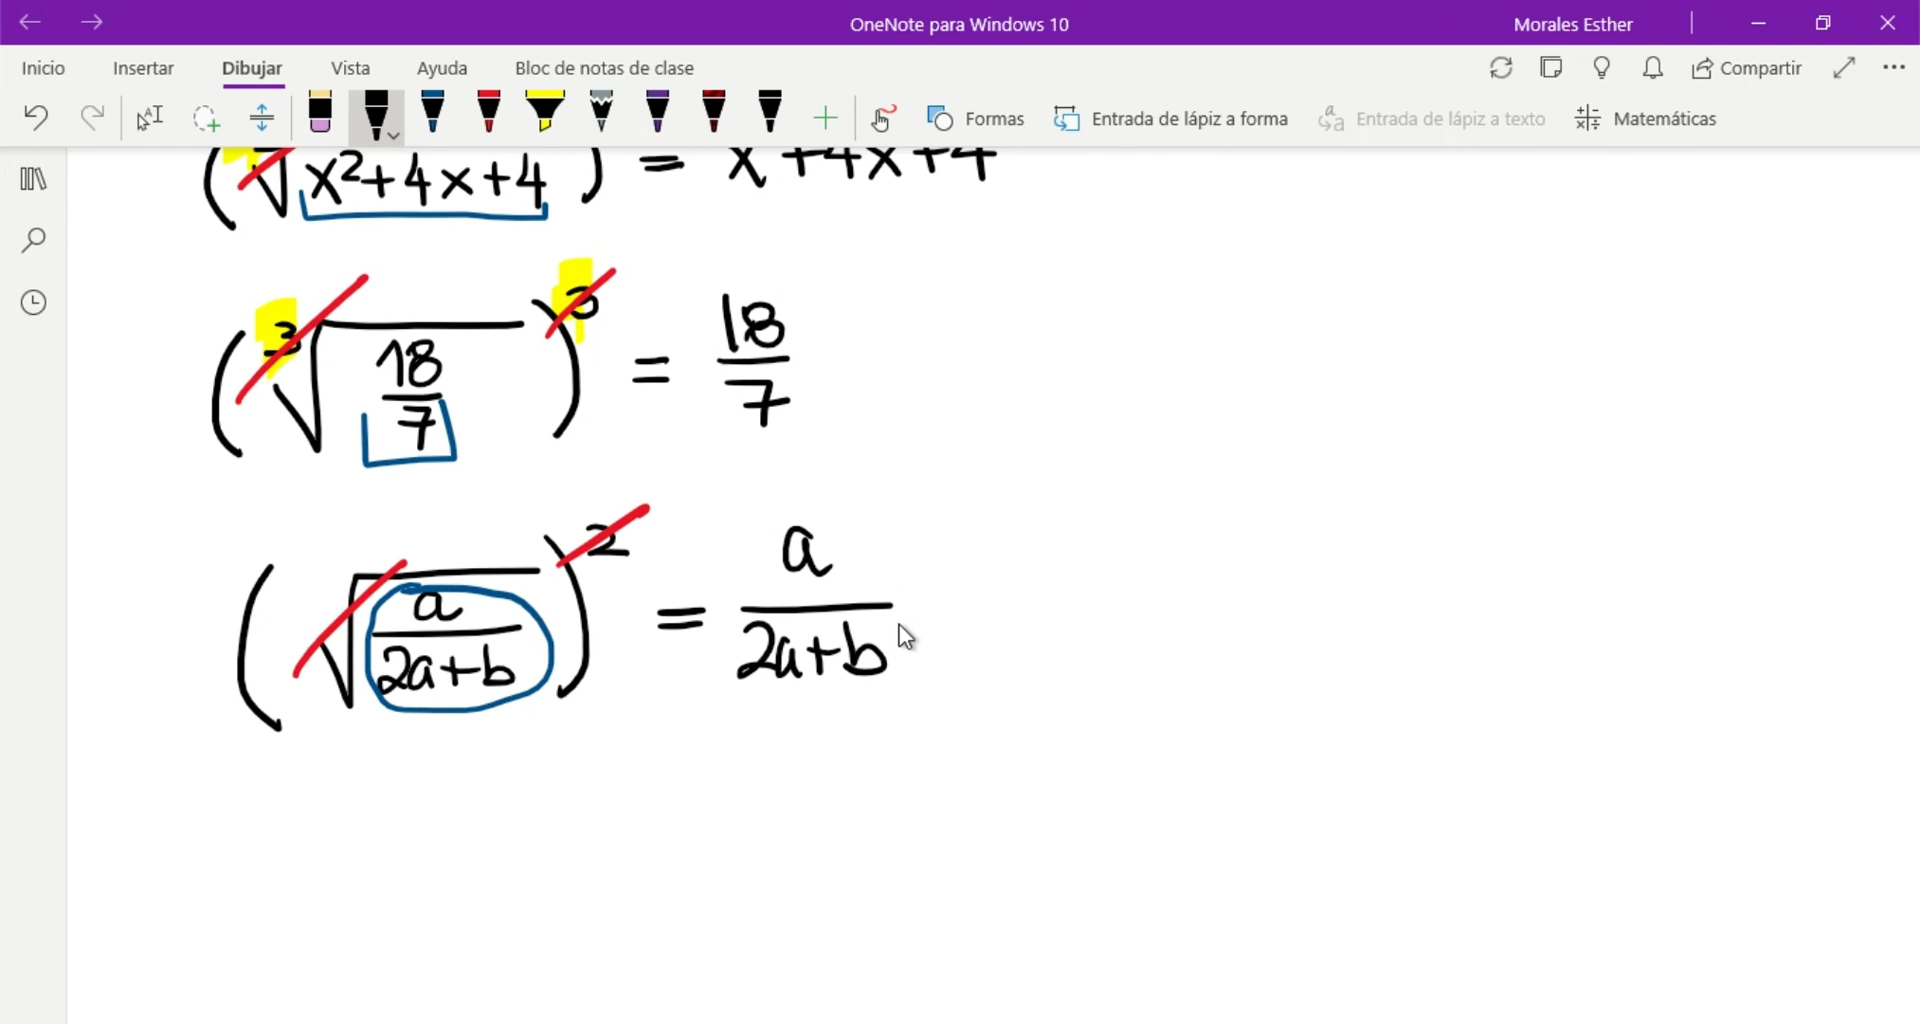 OneNote para Windows 10
Morales Esther
Inicio Insertar Dibujar Vista Ayuda Bloc de notas de clase
Compartir
Formas Entrada de lápiz a forma Entrada de lápiz a texto Matemáticas
(√x²+4x+4) = x+4x+4
(³√18/7)³ = 18/7
(√a/2a+b)² = a/2a+b